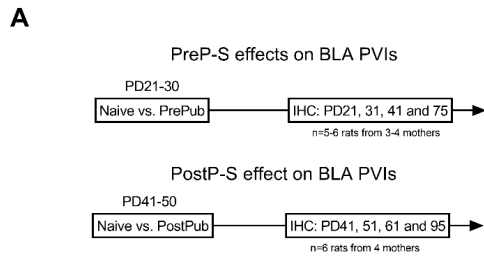 A
PreP-S effects on BLA PVIs
PD21-30
Naive vs. PrePub
IHC: PD21, 31, 41 and 75
n=5-6 rats from 3-4 mothers
PostP-S effect on BLA PVIs
PD41-50
Naive vs. PostPub
IHC: PD41, 51, 61 and 95
n=6 rats from 4 mothers